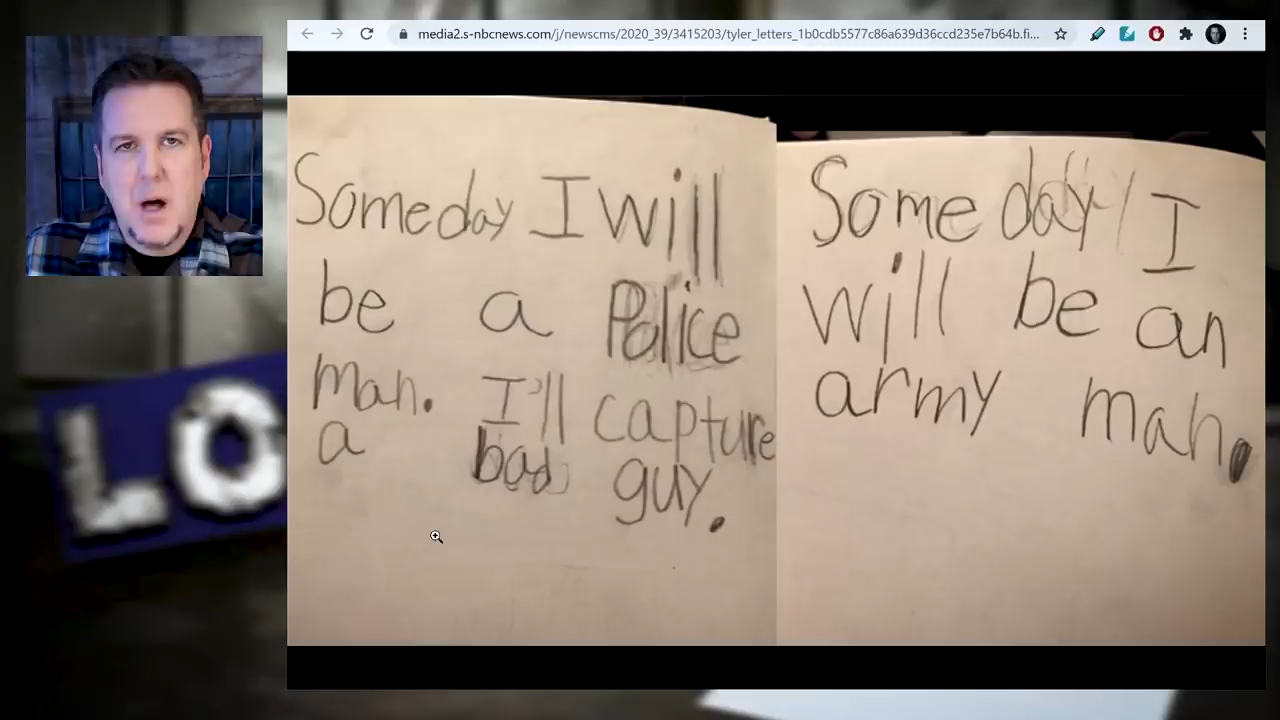 media2.s-nbcnews.com/j/newscms/2020_39/3415203/tyler_letters_1b0cdb5577c86a639d36ccd235e7b64b.fi...
Someday I will
be a Police
man. I'll capture
a bad guy.
Some day I
will be an
army man.
LO